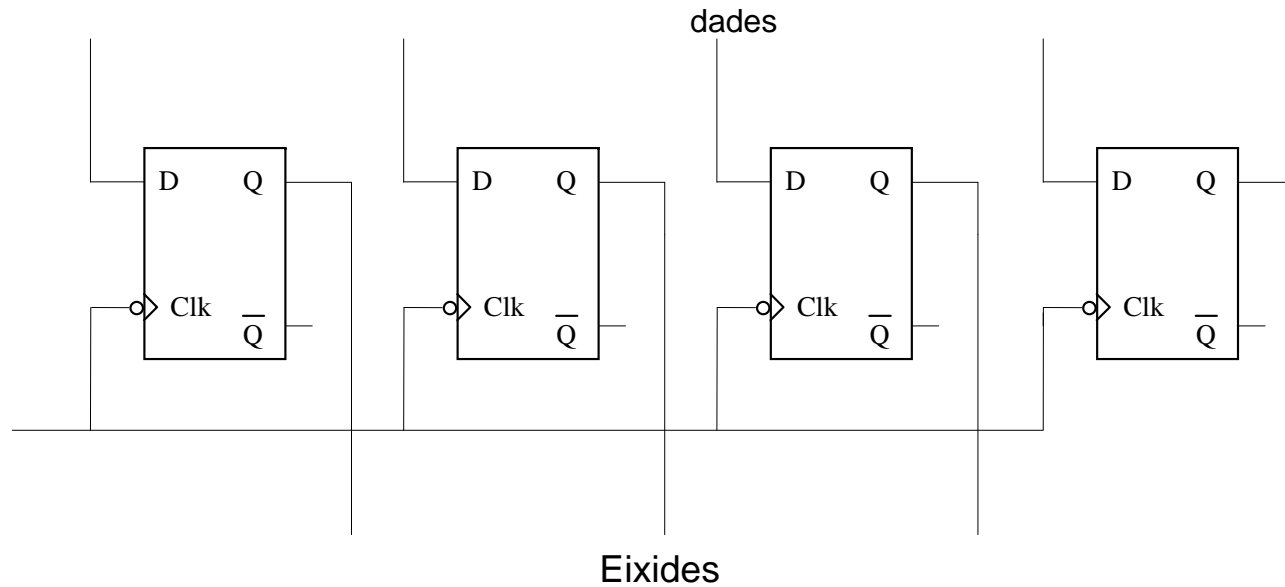 dades
D Q D Q D Q D Q
Clk Clk Clk Clk
Q̅ Q̅ Q̅ Q̅
Eixides